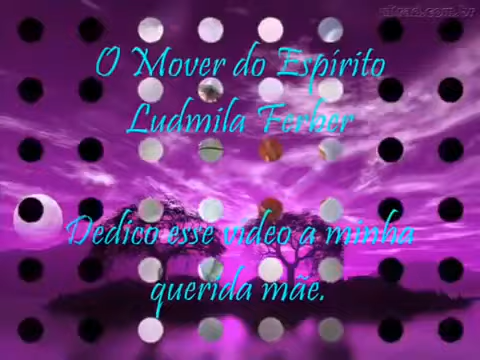 O Mover do Espírito
Ludmila Ferber
Dedico esse vídeo a minha
querida mãe.